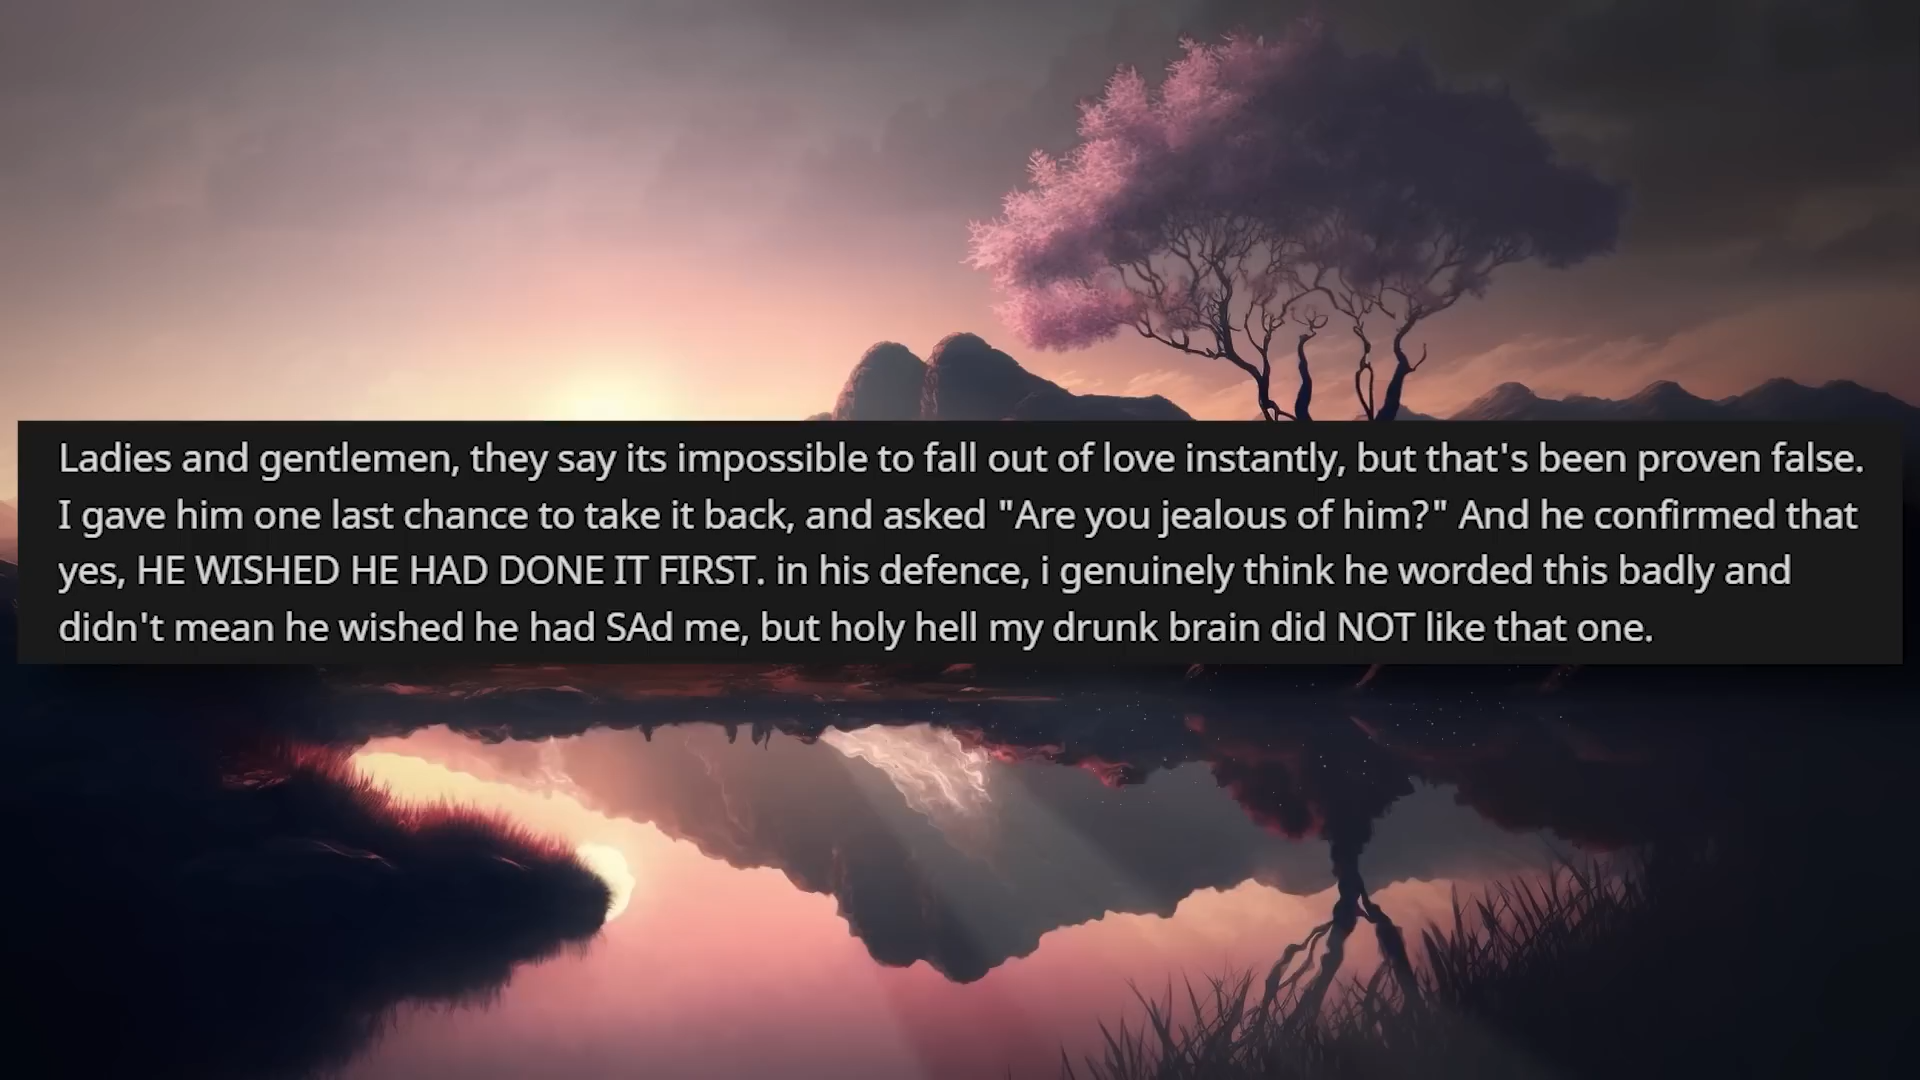 Ladies and gentlemen, they say its impossible to fall out of love instantly, but that's been proven false.
I gave him one last chance to take it back, and asked "Are you jealous of him?" And he confirmed that
yes, HE WISHED HE HAD DONE IT FIRST. in his defence, i genuinely think he worded this badly and
didn't mean he wished he had SAd me, but holy hell my drunk brain did NOT like that one.